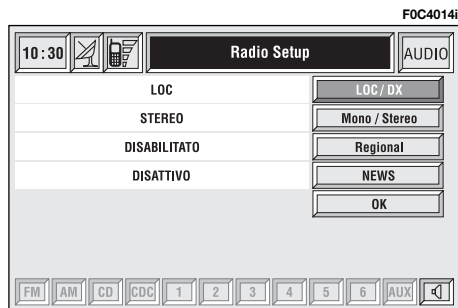 F0C4014i
10:30 Radio Setup AUDIO
LOC LOC/DX
STEREO Mono / Stereo
DISABILITATO Regional
DISATTIVO NEWS
OK
FM AM CD CDC 1 2 3 4 5 6 AUX